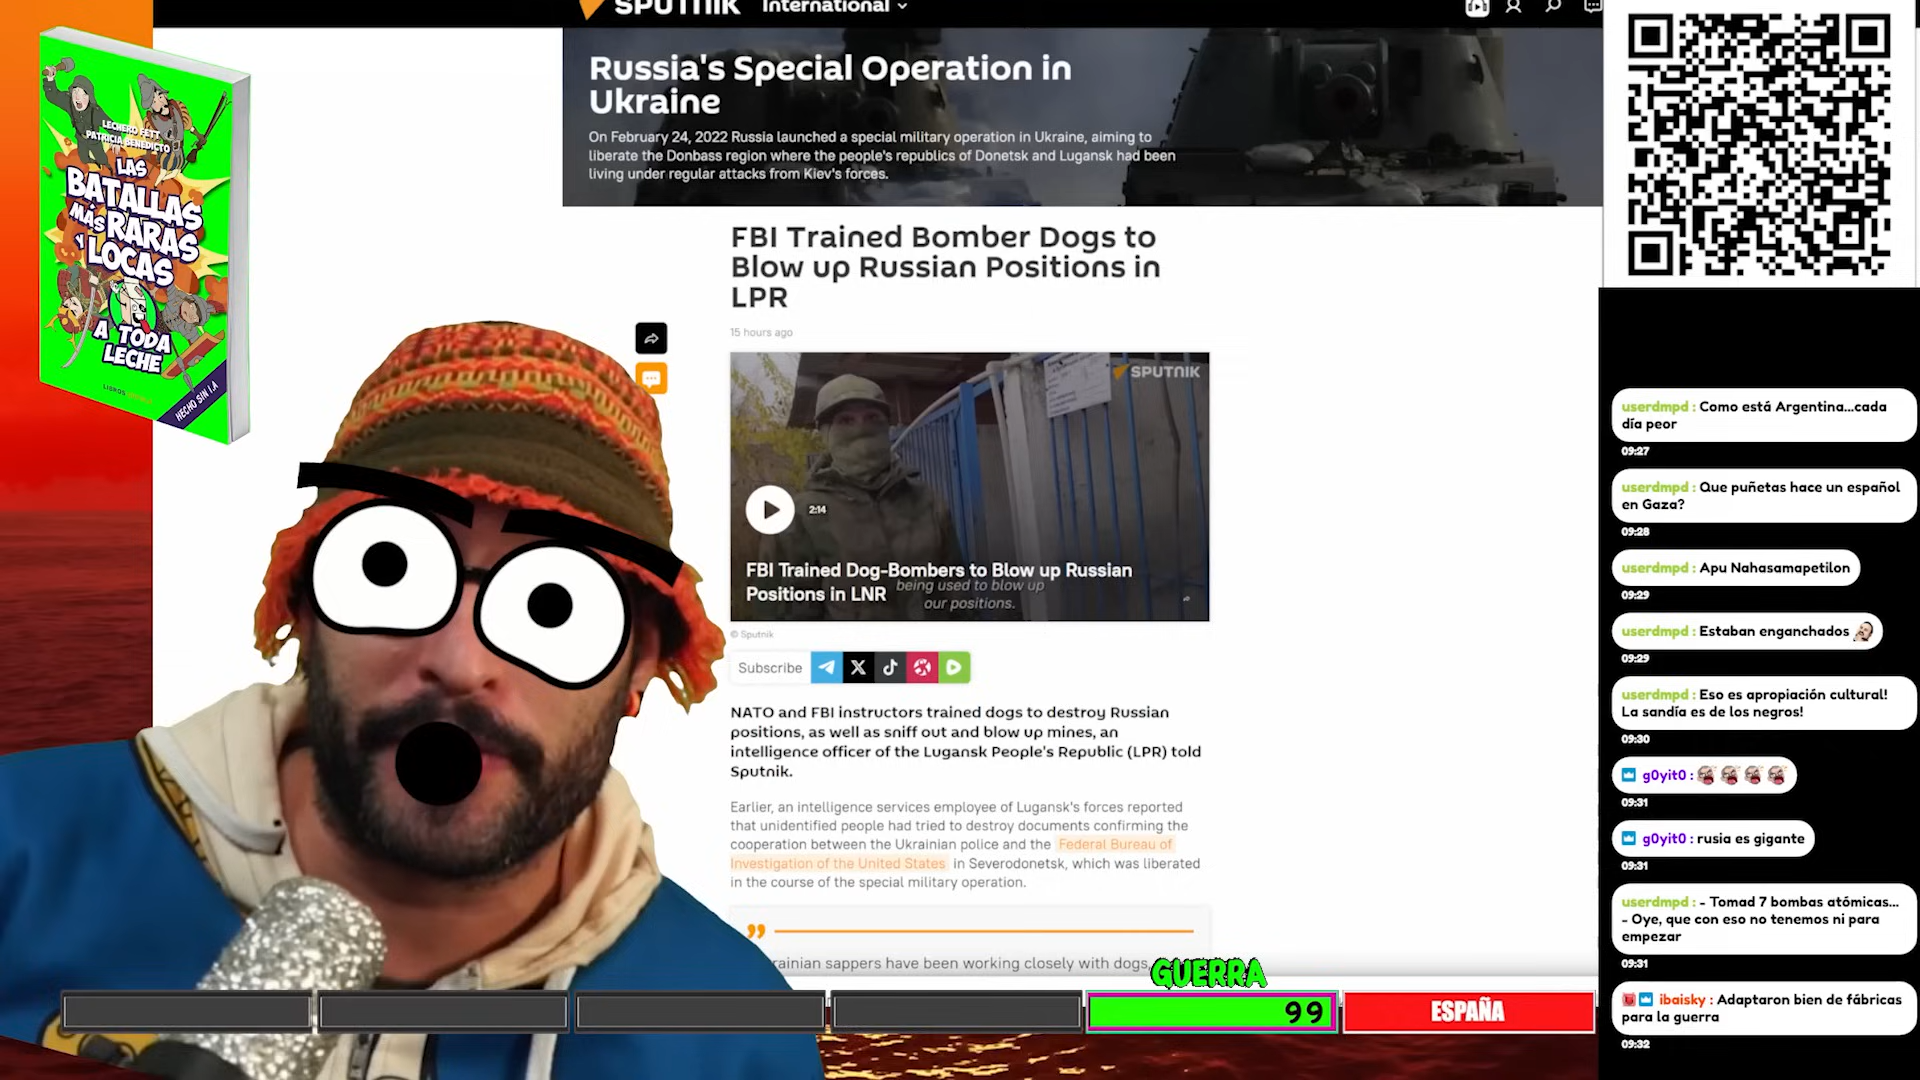 SPUTNIK International
Russia's Special Operation in
Ukraine
On February 24, 2022 Russia launched a special military operation in Ukraine, aiming to
liberate the Donbass region where the people's republics of Donetsk and Lugansk had been
living under regular attacks from Kiev's forces.
LECHERO FETT
PATRICIA BENEDICTO
LAS
BATALLAS
MÁS RARAS
Y LOCAS
A TODA
LECHE
HECHO SIN I.A
FBI Trained Bomber Dogs to
Blow up Russian Positions in
LPR
15 hours ago
SPUTNIK
2:14
FBI Trained Dog-Bombers to Blow up Russian
Positions in LNR
being used to blow up
our positions.
© Sputnik
Subscribe
NATO and FBI instructors trained dogs to destroy Russian
positions, as well as sniff out and blow up mines, an
intelligence officer of the Lugansk People's Republic (LPR) told
Sputnik.
Earlier, an intelligence services employee of Lugansk's forces reported
that unidentified people had tried to destroy documents confirming the
cooperation between the Ukrainian police and the Federal Bureau of
Investigation of the United States in Severodonetsk, which was liberated
in the course of the special military operation.
rainian sappers have been working closely with dogs,
GUERRA
99
ESPAÑA
userdmpd : Como está Argentina...cada
día peor
09:27
userdmpd : Que puñetas hace un español
en Gaza?
09:28
userdmpd : Apu Nahasamapetilon
09:29
userdmpd : Estaban enganchados
09:29
userdmpd : Eso es apropiación cultural!
La sandía es de los negros!
09:30
g0yit0 :
09:31
g0yit0 : rusia es gigante
09:31
userdmpd : - Tomad 7 bombas atómicas...
- Oye, que con eso no tenemos ni para
empezar
09:31
ibaisky : Adaptaron bien de fábricas
para la guerra
09:32